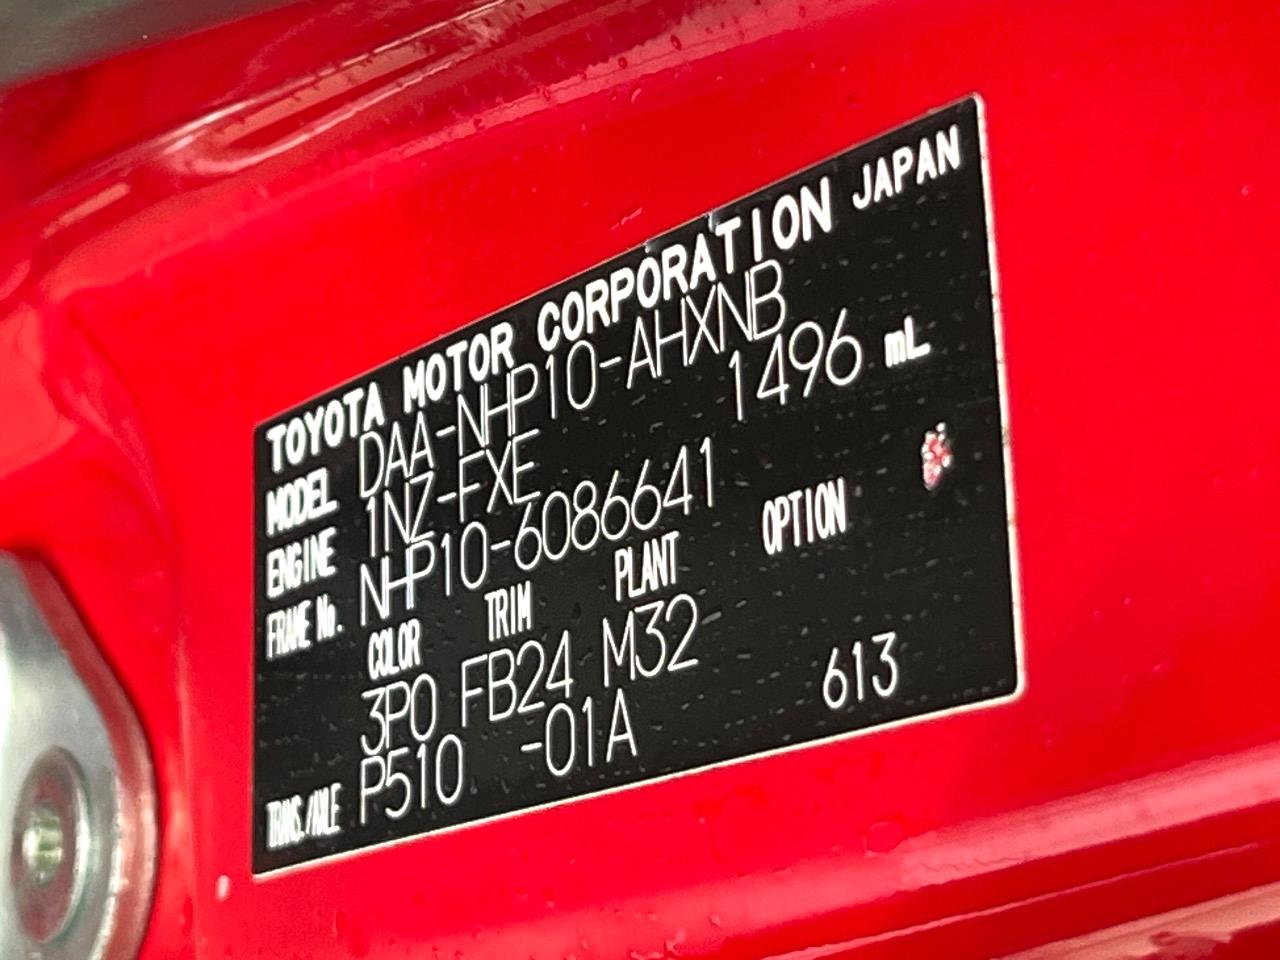 TOYOTA MOTOR CORPORATION JAPAN
MODEL DAA-NHP10-AHXNB
ENGINE 1NZ-FXE 1496 mL
FRAME No. NHP10-6086641
COLOR TRIM PLANT OPTION
3P0 FB24 M32
TRANS./AXLE P510 -01A 613